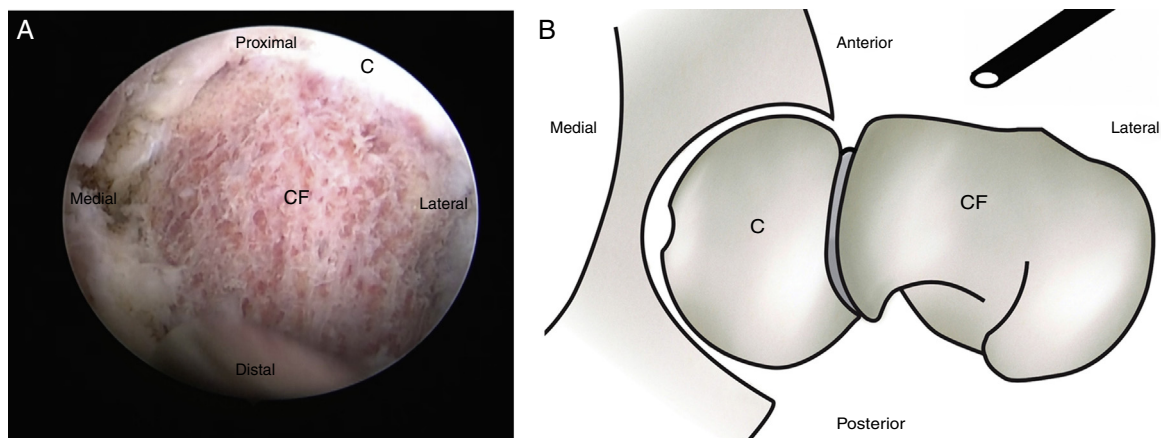 A
Proximal
C
CF
Medial
Lateral
Distal
B
Anterior
Medial
Lateral
CF
C
Posterior